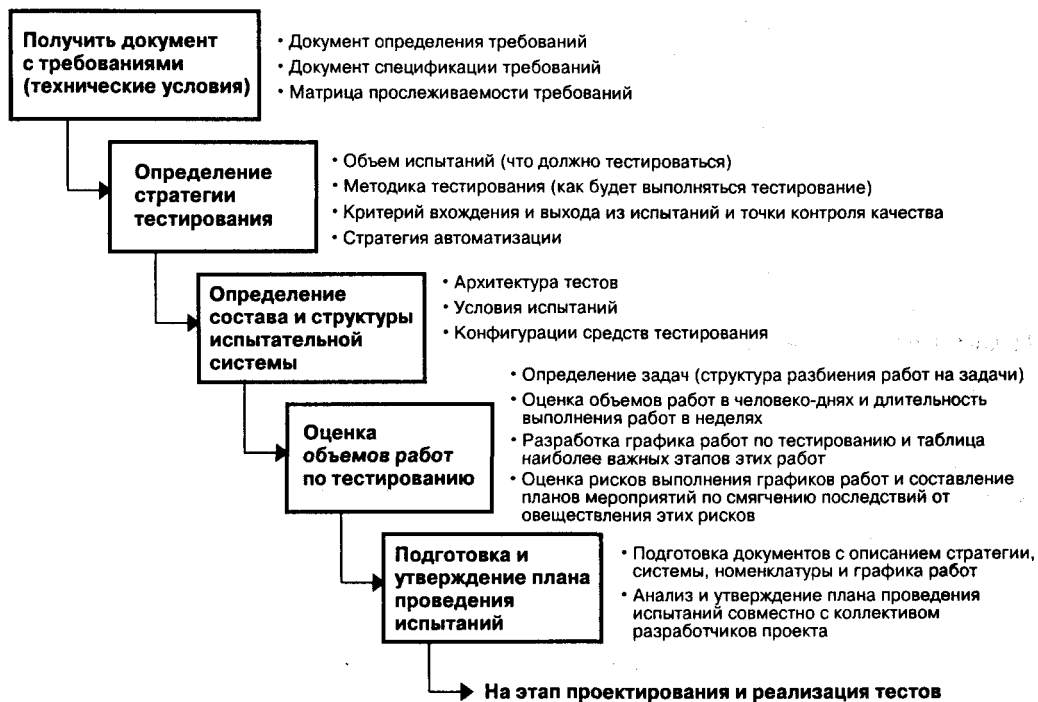 Получить документ
с требованиями
(технические условия)
• Документ определения требований
• Документ спецификации требований
• Матрица прослеживаемости требований
Определение
стратегии
тестирования
• Объем испытаний (что должно тестироваться)
• Методика тестирования (как будет выполняться тестирование)
• Критерий вхождения и выхода из испытаний и точки контроля качества
• Стратегия автоматизации
Определение
состава и структуры
испытательной
системы
• Архитектура тестов
• Условия испытаний
• Конфигурации средств тестирования
Оценка
объемов работ
по тестированию
• Определение задач (структура разбиения работ на задачи)
• Оценка объемов работ в человеко-днях и длительность
выполнения работ в неделях
• Разработка графика работ по тестированию и таблица
наиболее важных этапов этих работ
• Оценка рисков выполнения графиков работ и составление
планов мероприятий по смягчению последствий от
овеществления этих рисков
Подготовка и
утверждение плана
проведения
испытаний
• Подготовка документов с описанием стратегии,
системы, номенклатуры и графика работ
• Анализ и утверждение плана проведения
испытаний совместно с коллективом
разработчиков проекта
На этап проектирования и реализация тестов